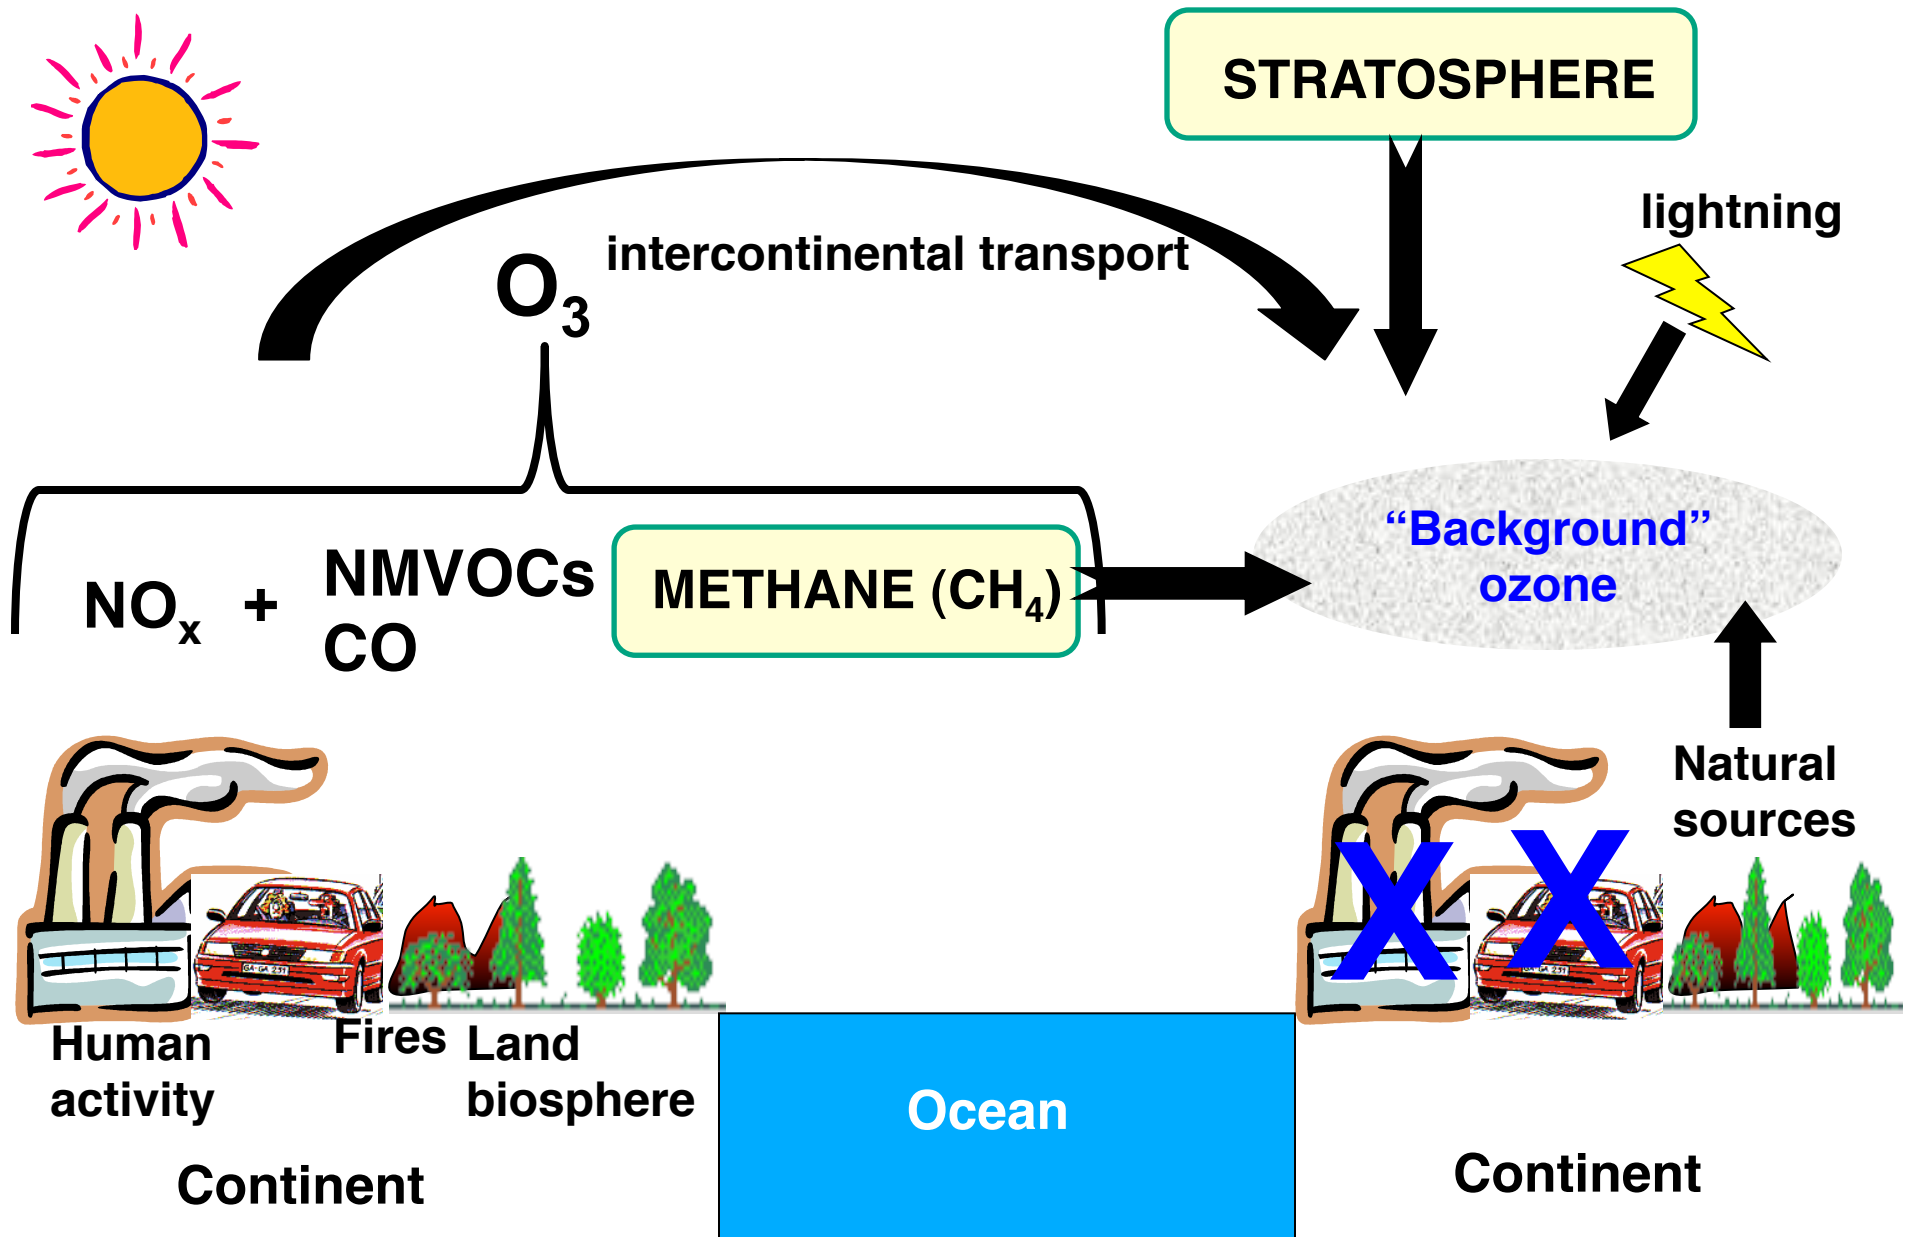 STRATOSPHERE
lightning
intercontinental transport
O₃
“Background”
ozone
NOₓ + NMVOCs
CO
METHANE (CH₄)
Natural
sources
Human
activity
Fires
Land
biosphere
Ocean
Continent
Continent